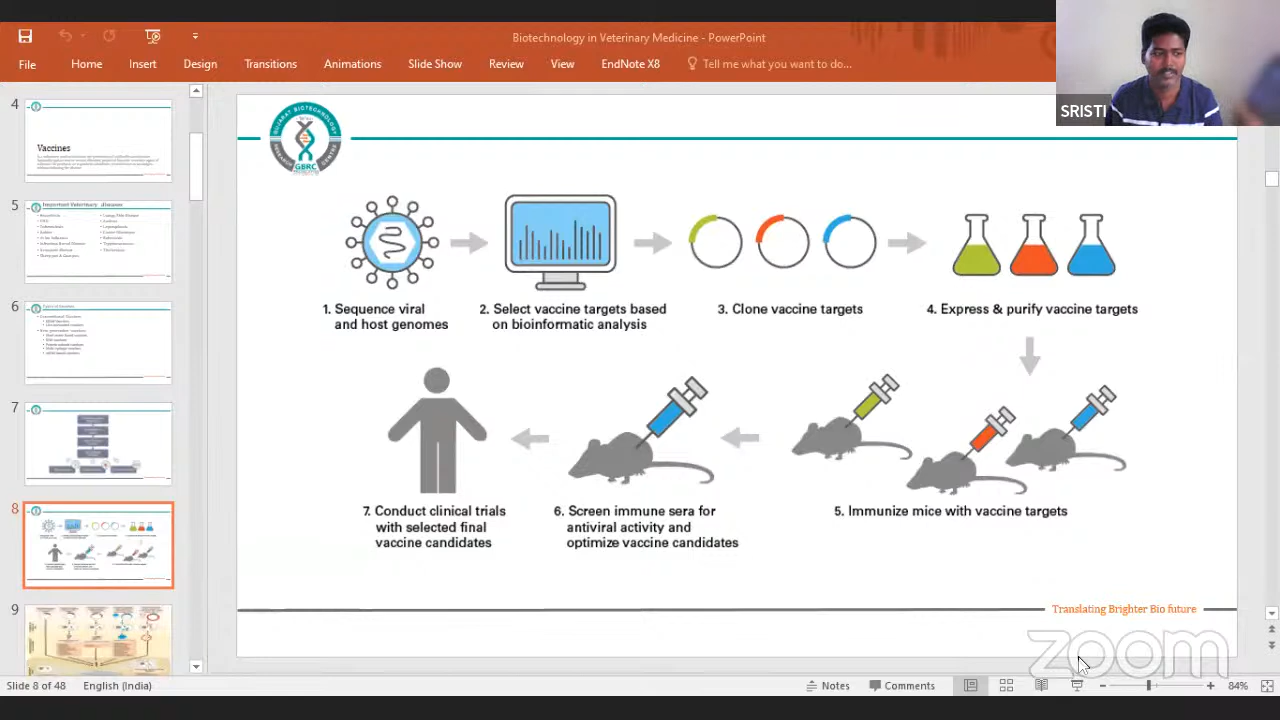 Biotechnology in Veterinary Medicine - PowerPoint
File Home Insert Design Transitions Animations Slide Show Review View EndNote X8 Tell me what you want to do...
SRISTI
4
Vaccines
5
Important Veterinary diseases
6
7
8
9
GUJARAT BIOTECHNOLOGY
RESEARCH CENTRE
GBRC
1. Sequence viral
and host genomes
2. Select vaccine targets based
on bioinformatic analysis
3. Clone vaccine targets
4. Express & purify vaccine targets
7. Conduct clinical trials
with selected final
vaccine candidates
6. Screen immune sera for
antiviral activity and
optimize vaccine candidates
5. Immunize mice with vaccine targets
Translating Brighter Bio future
zoom
Slide 8 of 48 English (India) Notes Comments 84%